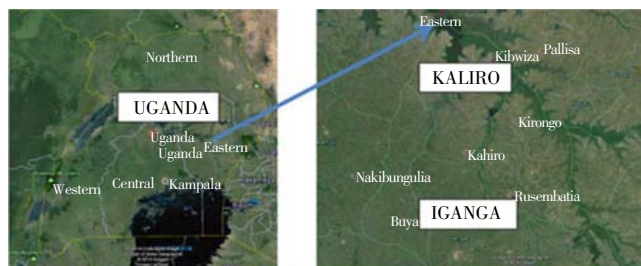 Northern
UGANDA
Uganda
Uganda
Eastern
Western
Central
Kampala
Eastern
Kibwiza
Pallisa
KALIRO
Kirongo
Kahiro
Nakibungulia
Rusembatia
IGANGA
Buya